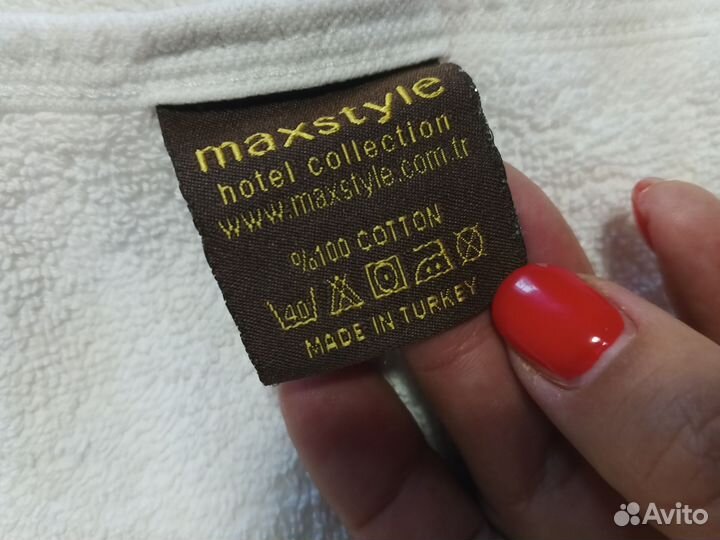 maxstyle
hotel collection
www.maxstyle.com.tr
%100 COTTON
40
MADE IN TURKEY
Avito